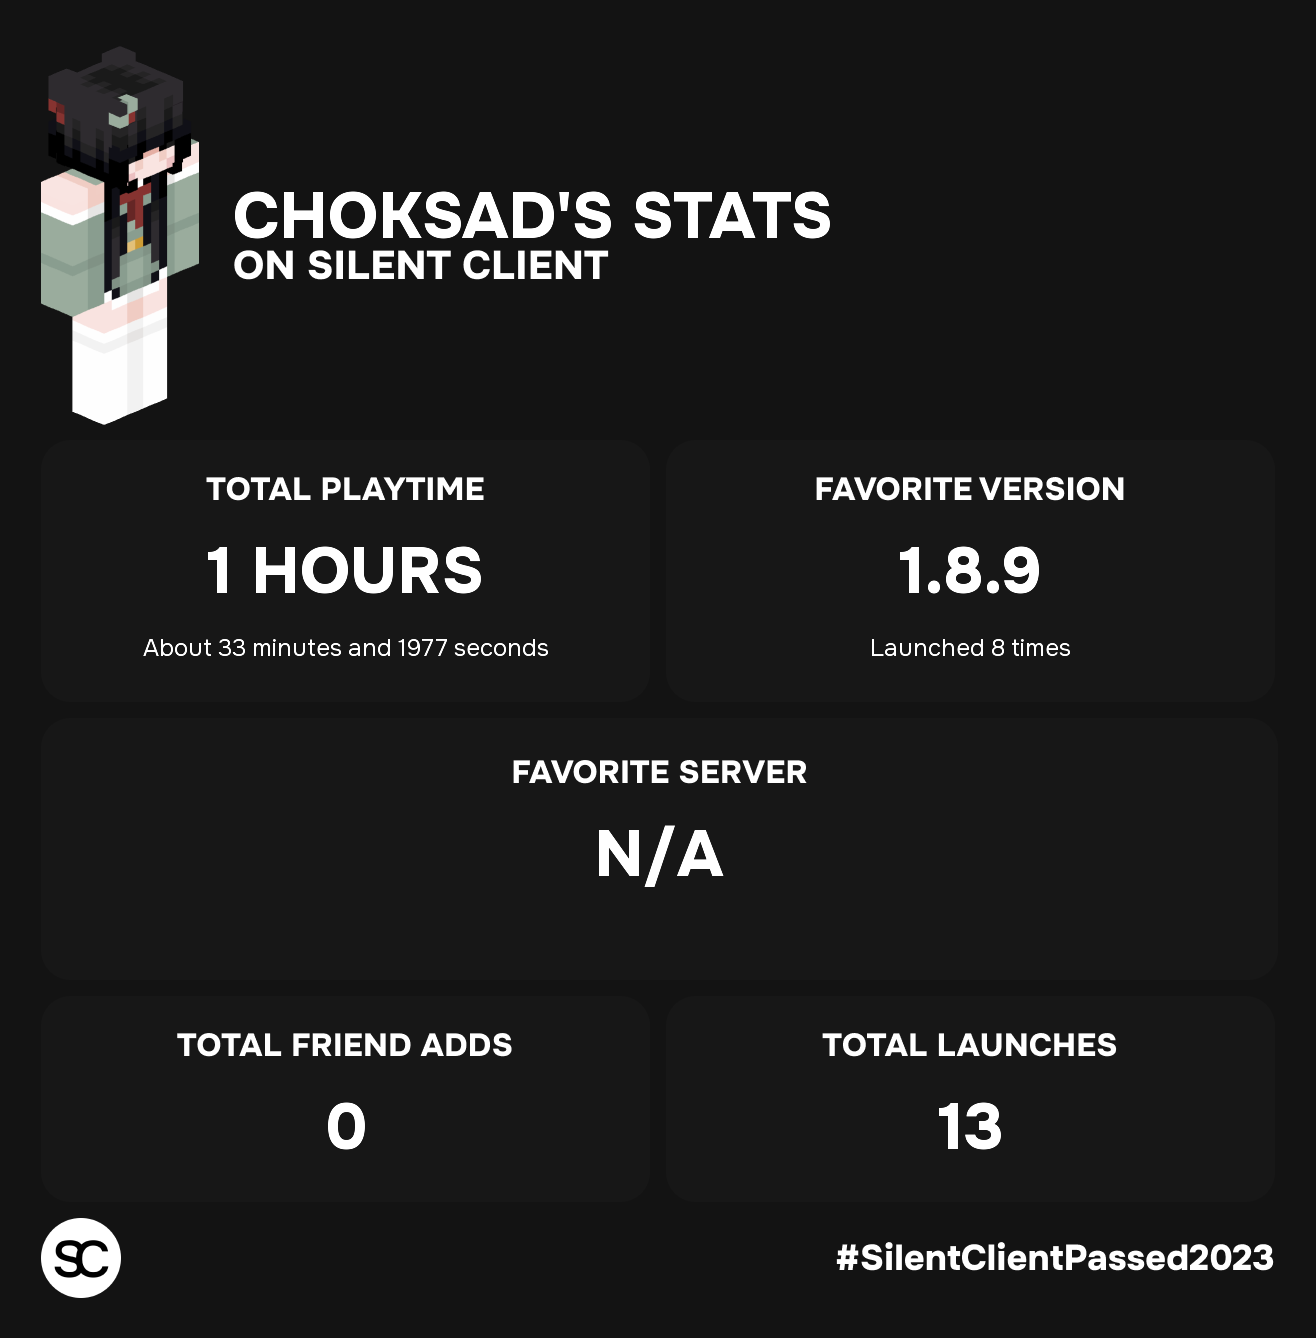 CHOKSAD'S STATS
ON SILENT CLIENT
TOTAL PLAYTIME
1 HOURS
About 33 minutes and 1977 seconds
FAVORITE VERSION
1.8.9
Launched 8 times
FAVORITE SERVER
N/A
TOTAL FRIEND ADDS
0
TOTAL LAUNCHES
13
SC
#SilentClientPassed2023